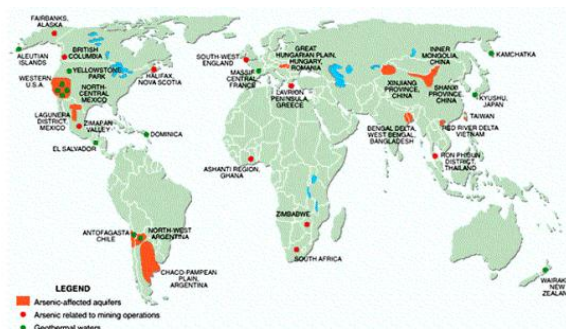 FAIRBANKS,
ALASKA
ALEUTIAN
ISLANDS
BRITISH
COLUMBIA
YELLOWSTONE
PARK
HALIFAX,
NOVA SCOTIA
WESTERN
U.S.A.
NORTH-
CENTRAL
MEXICO
LAGUNERA
DISTRICT,
MEXICO
ZIMAPAN
VALLEY
EL SALVADOR
DOMINICA
SOUTH-WEST
ENGLAND
MASSIF
CENTRAL
FRANCE
GREAT
HUNGARIAN PLAIN,
HUNGARY,
ROMANIA
LAVRION
PENINSULA,
GREECE
INNER
MONGOLIA,
CHINA
KAMCHATKA
XINJIANG
PROVINCE,
CHINA
SHANXI
PROVINCE,
CHINA
KYUSHU,
JAPAN
TAIWAN
BENGAL DELTA,
WEST BENGAL,
BANGLADESH
RED RIVER DELTA
VIETNAM
RON PHIBUN
DISTRICT,
THAILAND
ASHANTI REGION,
GHANA
ZIMBABWE
SOUTH AFRICA
ANTOFAGASTA
CHILE
NORTH-WEST
ARGENTINA
CHACO-PAMPEAN
PLAIN,
ARGENTINA
WAIRAK
NEW
ZEALAN
LEGEND
Arsenic-affected aquifers
Arsenic related to mining operations
Geothermal waters